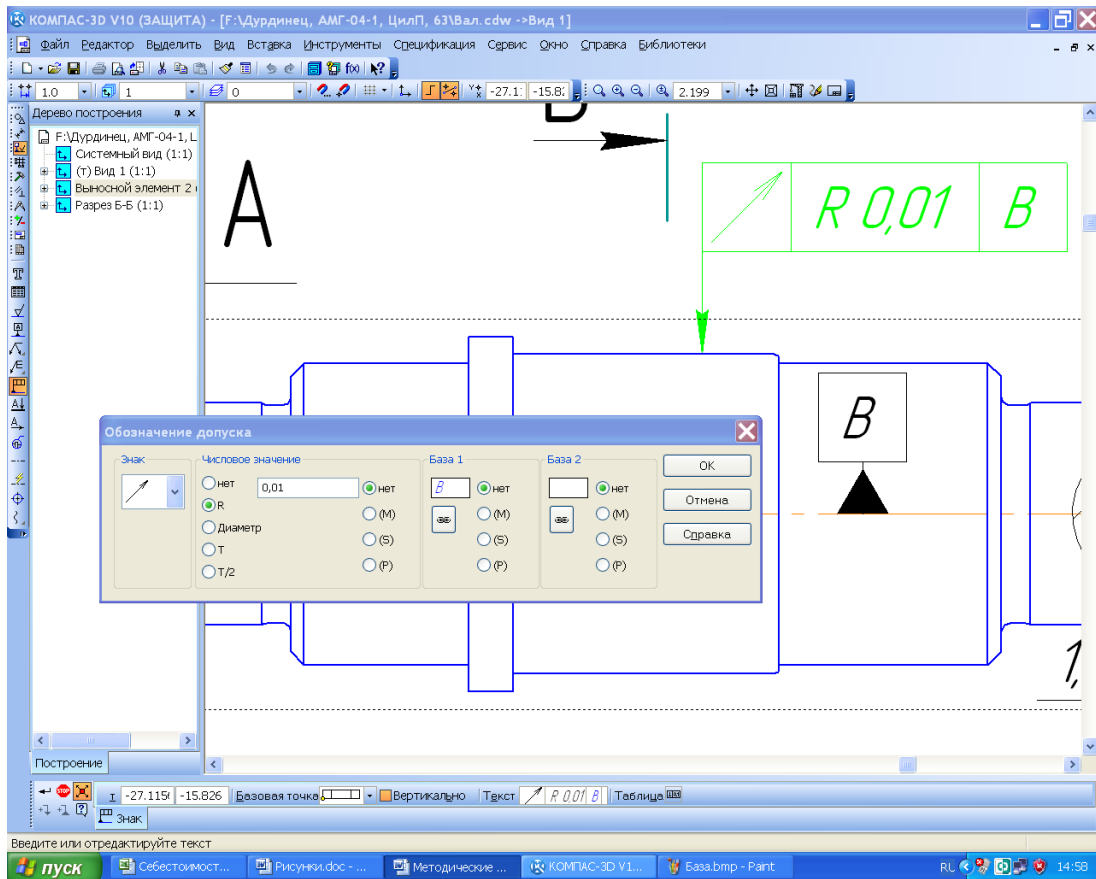 КОМПАС-3D V10 (ЗАЩИТА) - [F:\Дурдинец, АМГ-04-1, ЦилП, 63\Вал.cdw ->Вид 1]
Файл Редактор Выделить Вид Вставка Инструменты Спецификация Сервис Окно Справка Библиотеки
1.0 1 0 -27.1 -15.8 2.199
Дерево построения
F:\Дурдинец, АМГ-04-1, L
Системный вид (1:1)
(т) Вид 1 (1:1)
Выносной элемент 2
Разрез Б-Б (1:1)
А
R 0,01 В
В
Обозначение допуска
Знак
Числовое значение
База 1
База 2
нет 0,01 нет В нет нет ОК
R (M) (M) (M) Отмена
Диаметр (S) (S) (S) Справка
T (P) (P) (P)
T/2
1,
Построение
-27.115 -15.826 Базовая точка Вертикально Текст R 0,01 В Таблица
Знак
Введите или отредактируйте текст
пуск Себестоимост... Рисунки.doc - ... Методические ... КОМПАС-3D V1... База.bmp - Paint RL 14:58